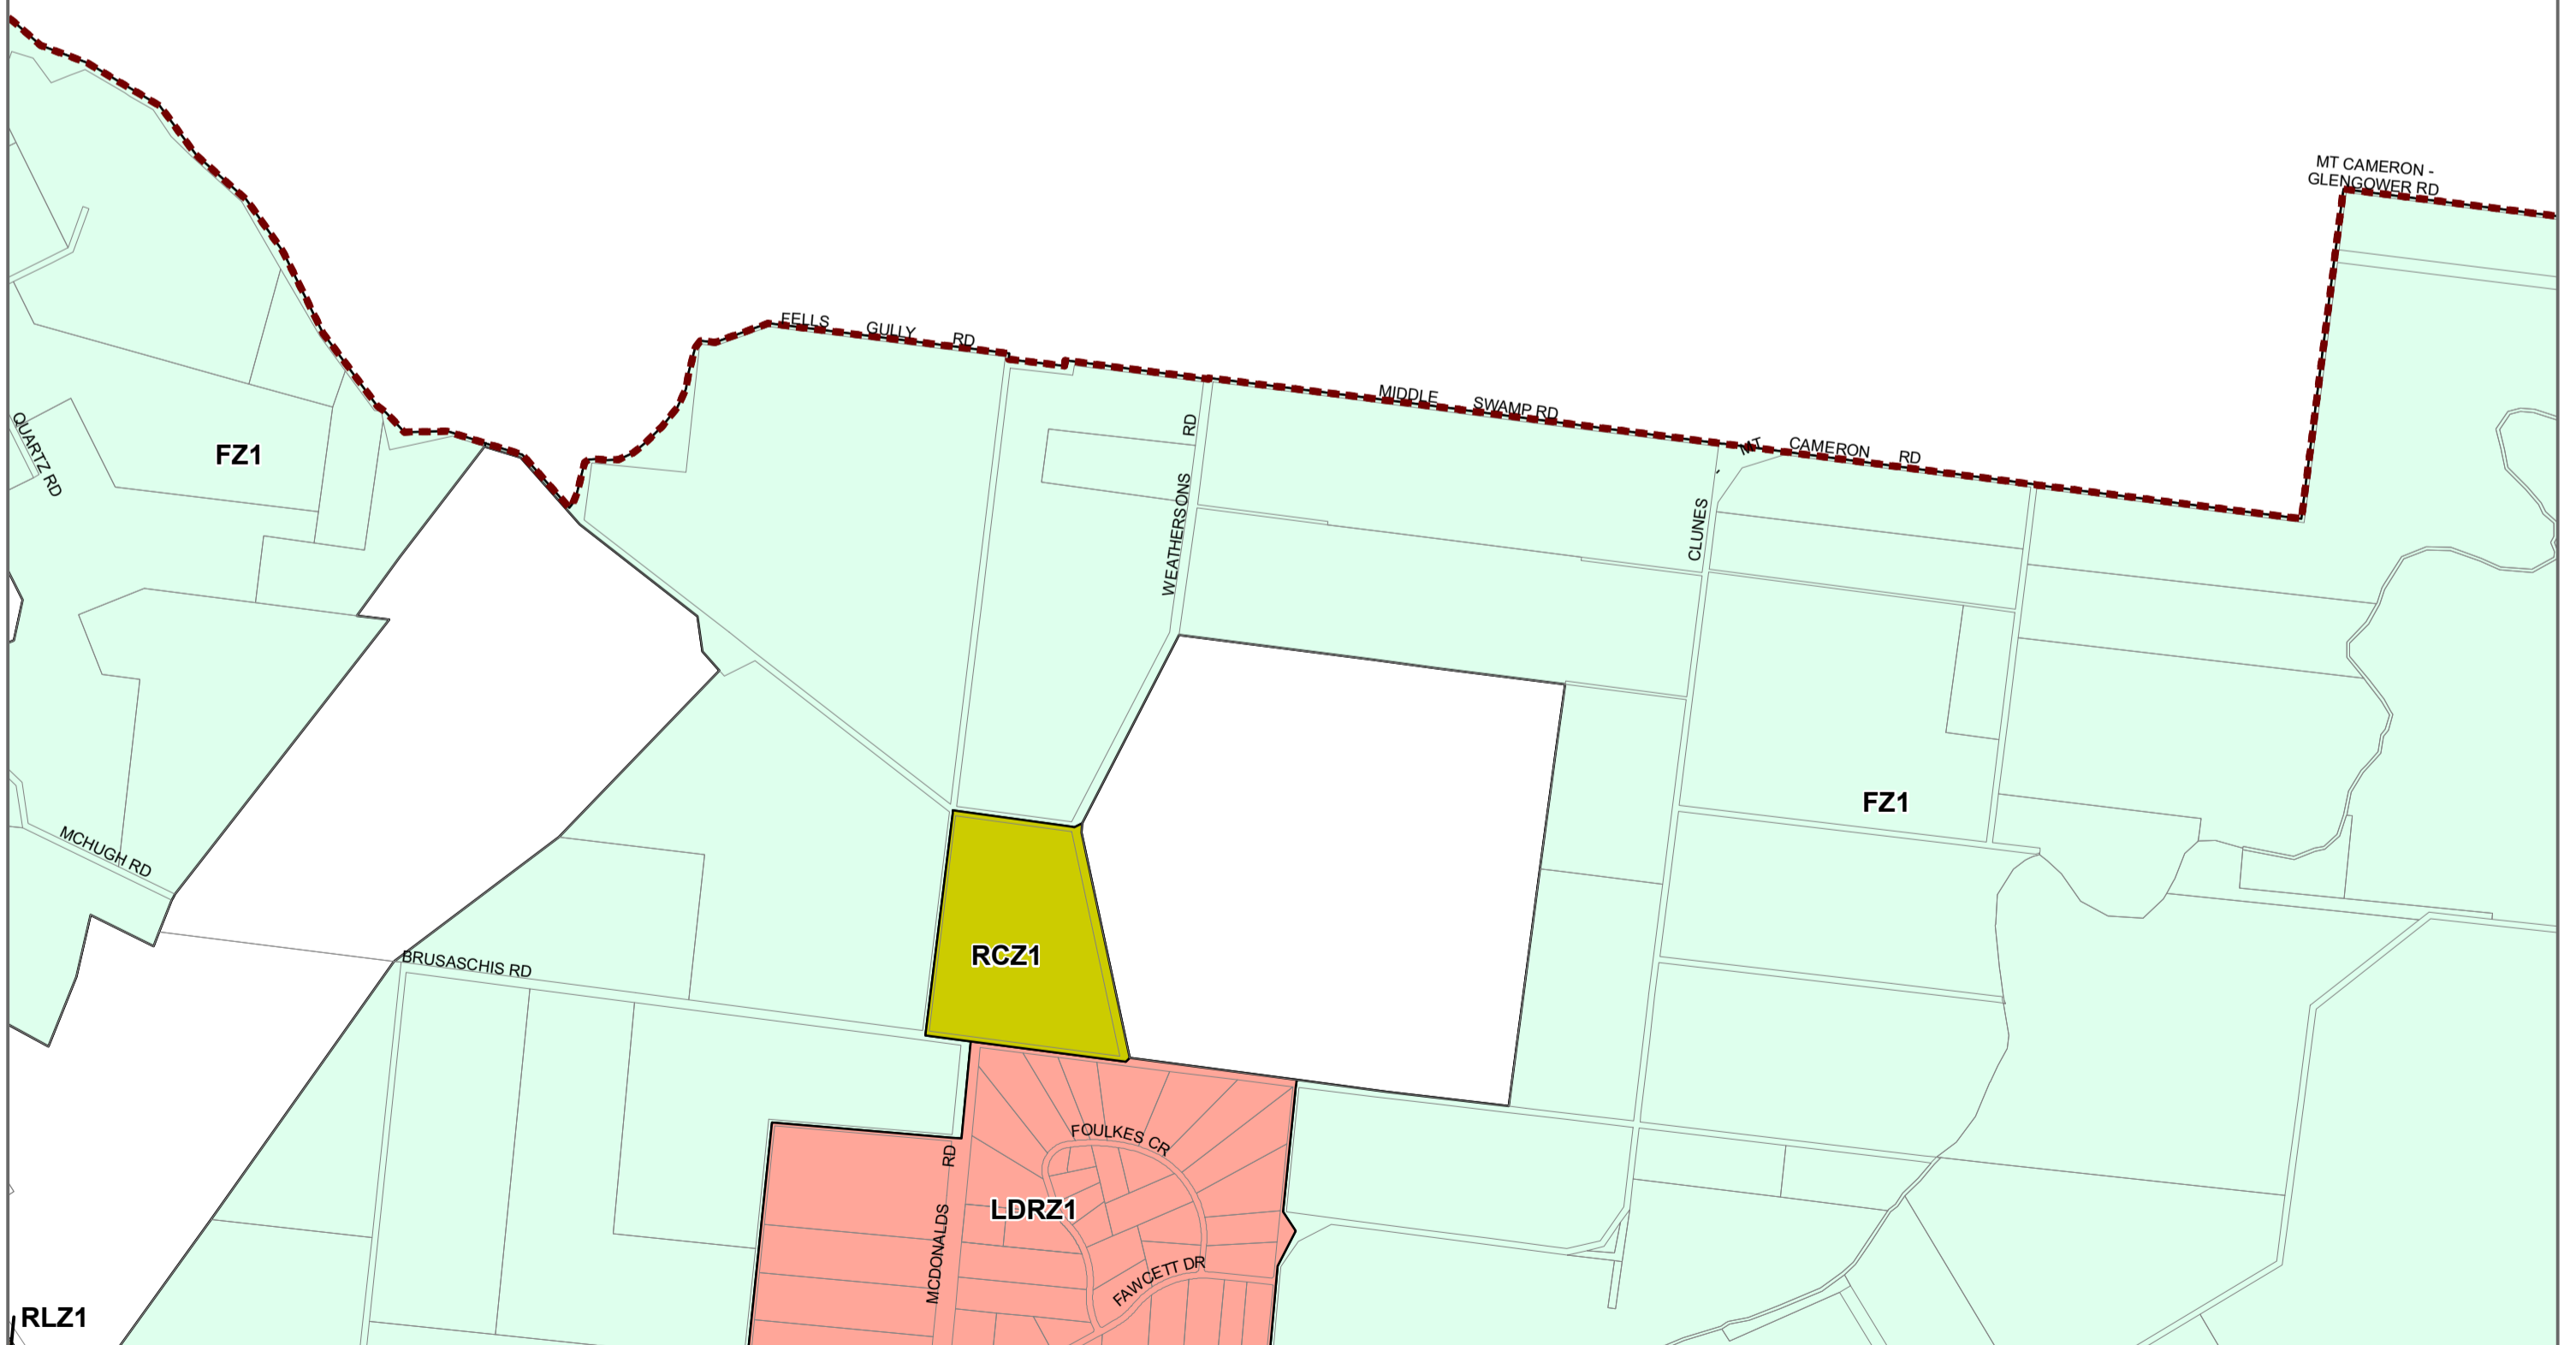 MT CAMERON -
GLENGOWER RD
EELLS GULLY RD
MIDDLE SWAMP RD
MT CAMERON RD
CLUNES -
WEATHERSONS RD
QUARTZ RD
FZ1
FZ1
MCHUGH RD
BRUSASCHIS RD
RCZ1
FOULKES CR
MCDONALDS RD
LDRZ1
FAWCETT DR
RLZ1